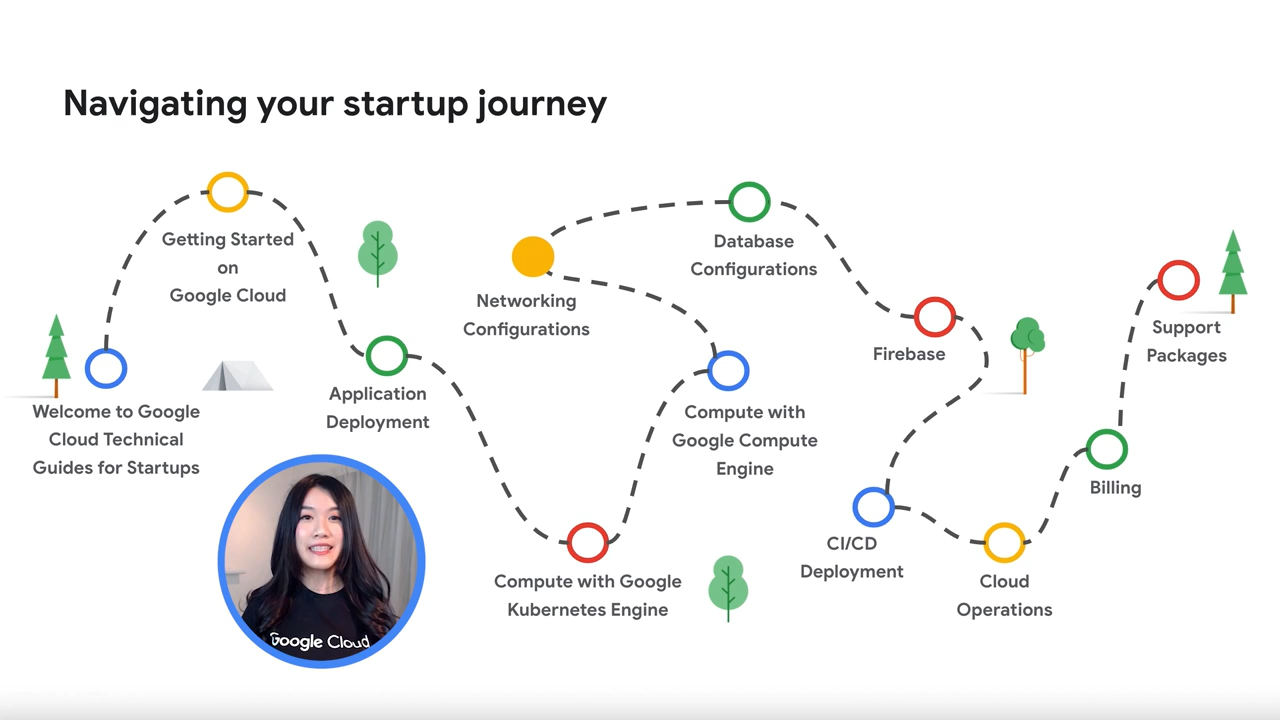 Navigating your startup journey
Welcome to Google
Cloud Technical
Guides for Startups
Getting Started
on
Google Cloud
Application
Deployment
Compute with Google
Kubernetes Engine
Compute with
Google Compute
Engine
Networking
Configurations
Database
Configurations
Firebase
CI/CD
Deployment
Cloud
Operations
Billing
Support
Packages
Google Cloud